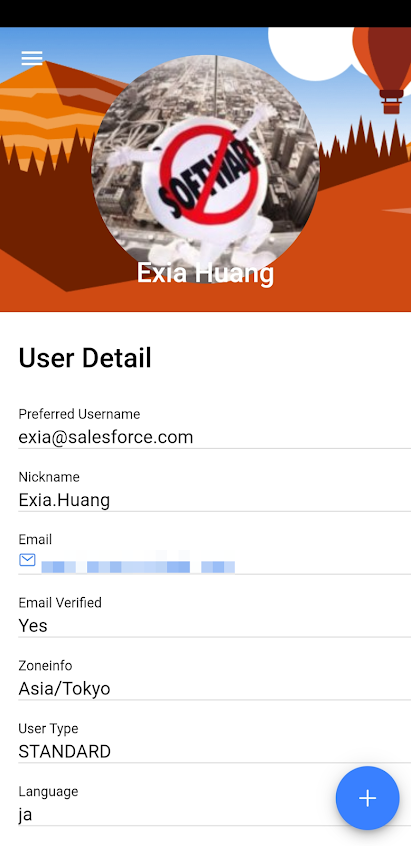 SOFTWARE
Exia Huang
User Detail
Preferred Username
exia@salesforce.com
Nickname
Exia.Huang
Email
Email Verified
Yes
Zoneinfo
Asia/Tokyo
User Type
STANDARD
Language
ja